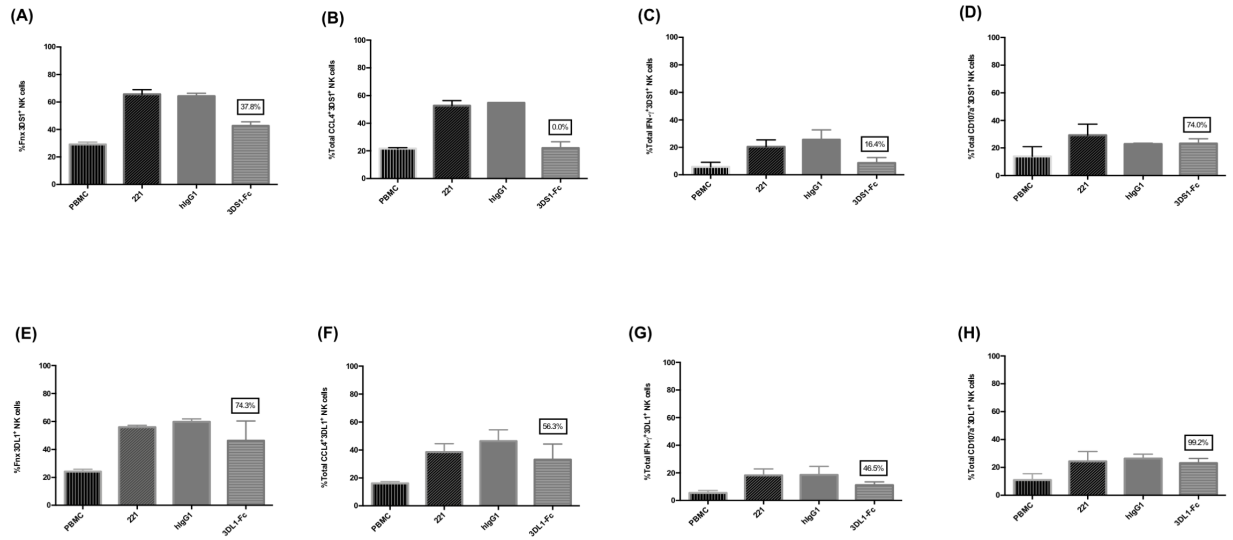 (A)
%Fnx 3DS1⁺ NK cells
100
80
60
40
20
0
37.8%
PBMC
221
hIgG1
3DS1-Fc
(B)
%Total CCL4⁺3DS1⁺ NK cells
100
80
60
40
20
0
0.0%
PBMC
221
hIgG1
3DS1-Fc
(C)
%Total IFN-γ⁺3DS1⁺ NK cells
100
80
60
40
20
0
16.4%
PBMC
221
hIgG1
3DS1-Fc
(D)
%Total CD107a⁺3DS1⁺ NK cells
100
80
60
40
20
0
74.0%
PBMC
221
hIgG1
3DS1-Fc
(E)
%Fnx 3DL1⁺ NK cells
100
80
60
40
20
0
74.3%
PBMC
221
hIgG1
3DL1-Fc
(F)
%Total CCL4⁺3DL1⁺ NK cells
100
80
60
40
20
0
56.3%
PBMC
221
hIgG1
3DL1-Fc
(G)
%Total IFN-γ⁺3DL1⁺ NK cells
100
80
60
40
20
0
46.5%
PBMC
221
hIgG1
3DL1-Fc
(H)
%Total CD107a⁺3DL1⁺ NK cells
100
80
60
40
20
0
99.2%
PBMC
221
hIgG1
3DL1-Fc